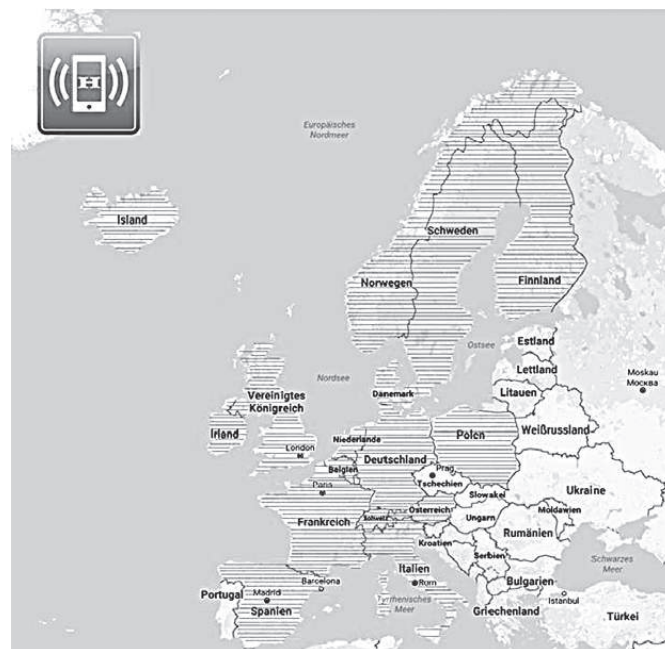 Europäisches
Nordmeer
Island
Schweden
Norwegen
Finnland
Estland
Ostsee
Lettland
Moskau
Москва
Nordsee
Dänemark
Litauen
Vereinigtes
Königreich
Weißrussland
Irland
Niederlande
Polen
London
Deutschland
Belgien
Prag
Tschechien
Paris
Ukraine
Slowakei
Österreich
Moldawien
Schweiz
Ungarn
Frankreich
Rumänien
Kroatien
Serbien
Schwarzes
Meer
Italien
Barcelona
Rom
Bulgarien
Portugal
Madrid
Tyrrhenisches
Meer
Istanbul
Spanien
Griechenland
Türkei